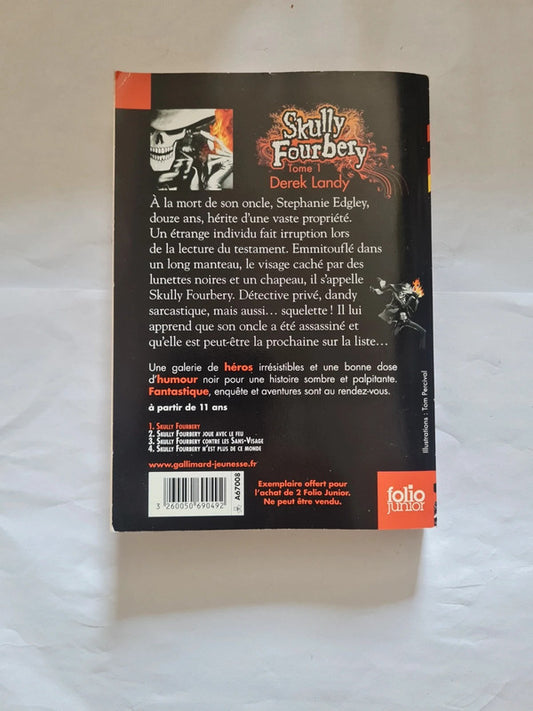 Skully
Fourbery
Tome 1
Derek Landy
À la mort de son oncle, Stephanie Edgley,
douze ans, hérite d'une vaste propriété.
Un étrange individu fait irruption lors
de la lecture du testament. Emmitouflé dans
un long manteau, le visage caché par des
lunettes noires et un chapeau, il s'appelle
Skully Fourbery. Détective privé, dandy
sarcastique, mais aussi... squelette ! Il lui
apprend que son oncle a été assassiné et
qu'elle est peut-être la prochaine sur la liste...
Une galerie de héros irrésistibles et une bonne dose
d'humour noir pour une histoire sombre et palpitante.
Fantastique, enquête et aventures sont au rendez-vous.
à partir de 11 ans
1. Skully Fourbery
2. Skully Fourbery joue avec le feu
3. Skully Fourbery contre les Sans-Visage
4. Skully Fourbery n'est plus de ce monde
www.gallimard-jeunesse.fr
3 260050 690492
A67008
Exemplaire offert pour
l'achat de 2 Folio Junior.
Ne peut être vendu.
folio
junior
Illustrations : Tom Percival